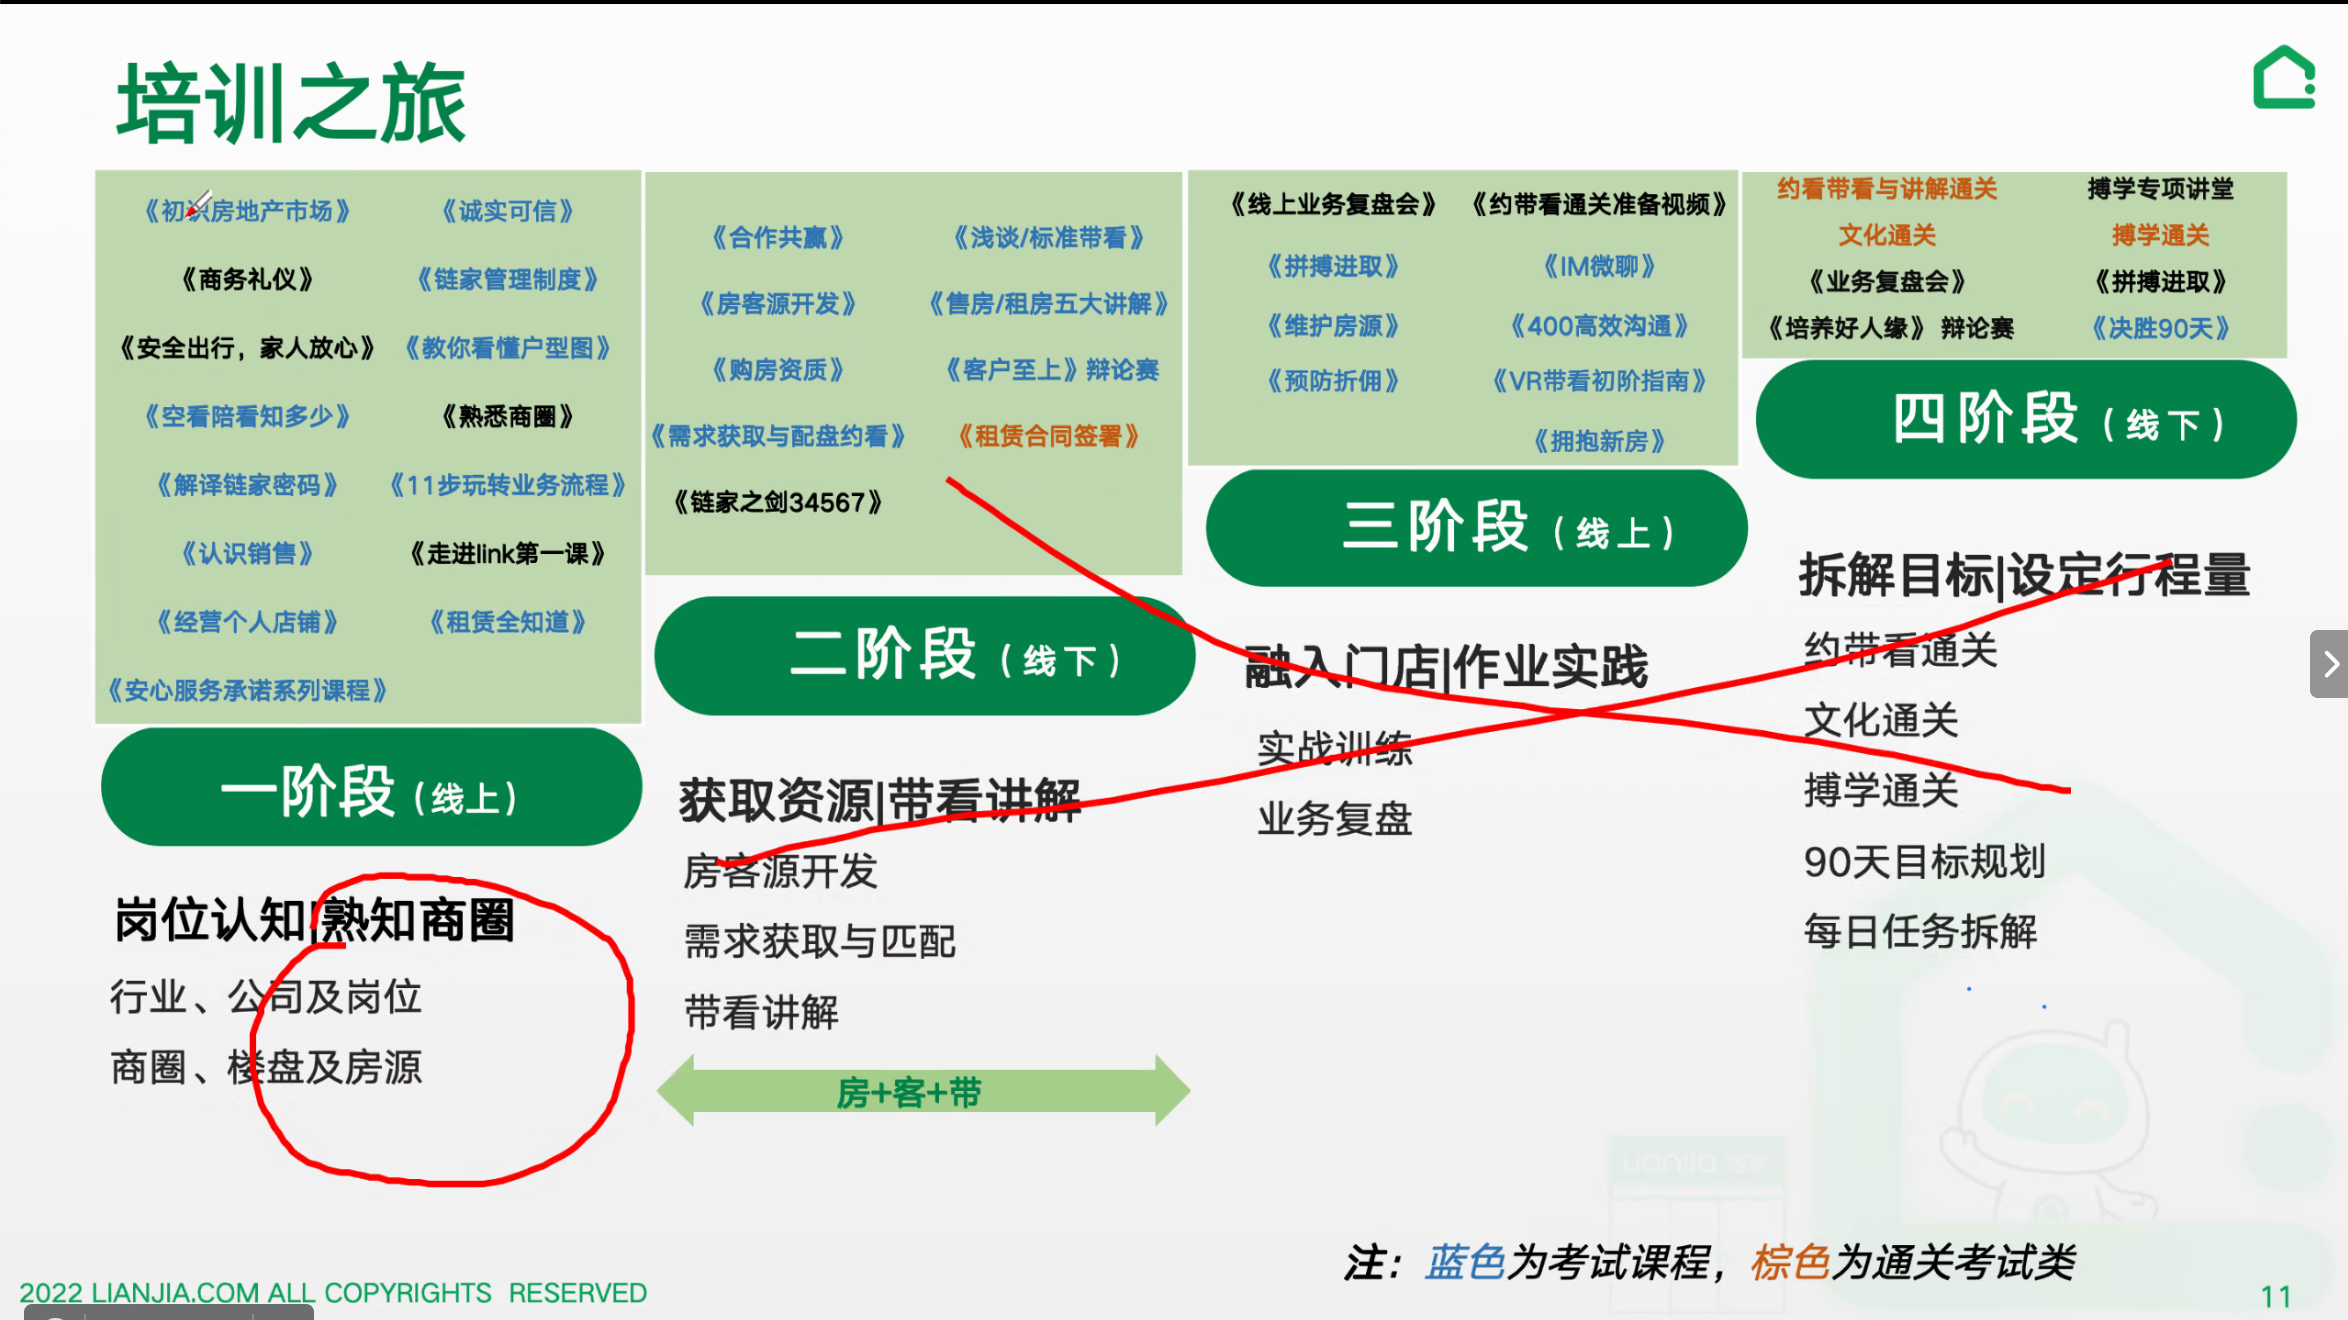 培训之旅
《初识房地产市场》 《诚实可信》
《商务礼仪》 《链家管理制度》
《安全出行，家人放心》 《教你看懂户型图》
《空看陪看知多少》 《熟悉商圈》
《解译链家密码》 《11步玩转业务流程》
《认识销售》 《走进link第一课》
《经营个人店铺》 《租赁全知道》
《安心服务承诺系列课程》
一阶段（线上）
岗位认知|熟知商圈
行业、公司及岗位
商圈、楼盘及房源
《合作共赢》 《浅谈/标准带看》
《房客源开发》 《售房/租房五大讲解》
《购房资质》 《客户至上》辩论赛
《需求获取与配盘约看》 《租赁合同签署》
《链家之剑34567》
二阶段（线下）
获取资源|带看讲解
房客源开发
需求获取与匹配
带看讲解
房+客+带
《线上业务复盘会》 《约带看通关准备视频》
《拼搏进取》 《IM微聊》
《维护房源》 《400高效沟通》
《预防折佣》 《VR带看初阶指南》
《拥抱新房》
三阶段（线上）
融入门店|作业实践
实战训练
业务复盘
约看带看与讲解通关 搏学专项讲堂
文化通关 搏学通关
《业务复盘会》 《拼搏进取》
《培养好人缘》 辩论赛 《决胜90天》
四阶段（线下）
拆解目标|设定行程量
约带看通关
文化通关
搏学通关
90天目标规划
每日任务拆解
注：蓝色为考试课程，棕色为通关考试类
2022 LIANJIA.COM ALL COPYRIGHTS RESERVED
11